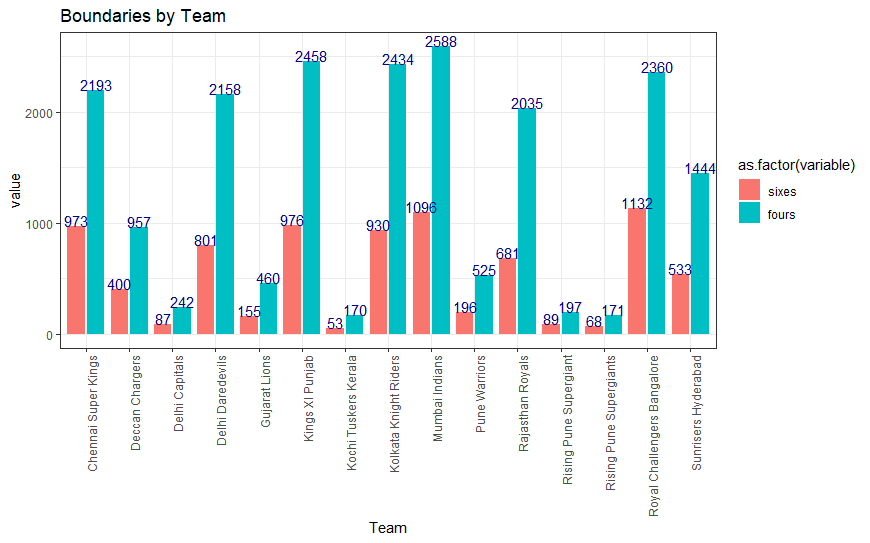 Boundaries by Team
value
2000
1000
0
973
2193
400
957
87
242
801
2158
155
460
976
2458
53
170
930
2434
1096
2588
196
525
681
2035
89
197
68
171
1132
2360
533
1444
Chennai Super Kings
Deccan Chargers
Delhi Capitals
Delhi Daredevils
Gujarat Lions
Kings XI Punjab
Kochi Tuskers Kerala
Kolkata Knight Riders
Mumbai Indians
Pune Warriors
Rajasthan Royals
Rising Pune Supergiant
Rising Pune Supergiants
Royal Challengers Bangalore
Sunrisers Hyderabad
Team
as.factor(variable)
sixes
fours